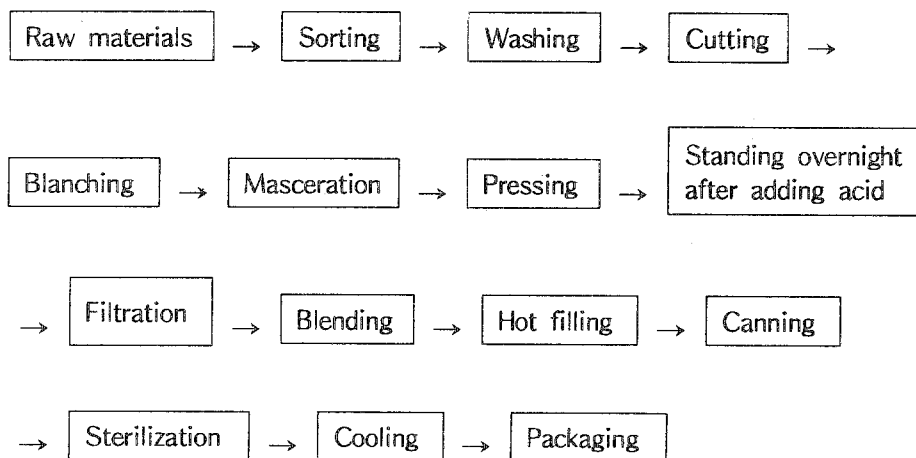 Raw materials → Sorting → Washing → Cutting →
Blanching → Masceration → Pressing → Standing overnight
after adding acid
→ Filtration → Blending → Hot filling → Canning
→ Sterilization → Cooling → Packaging